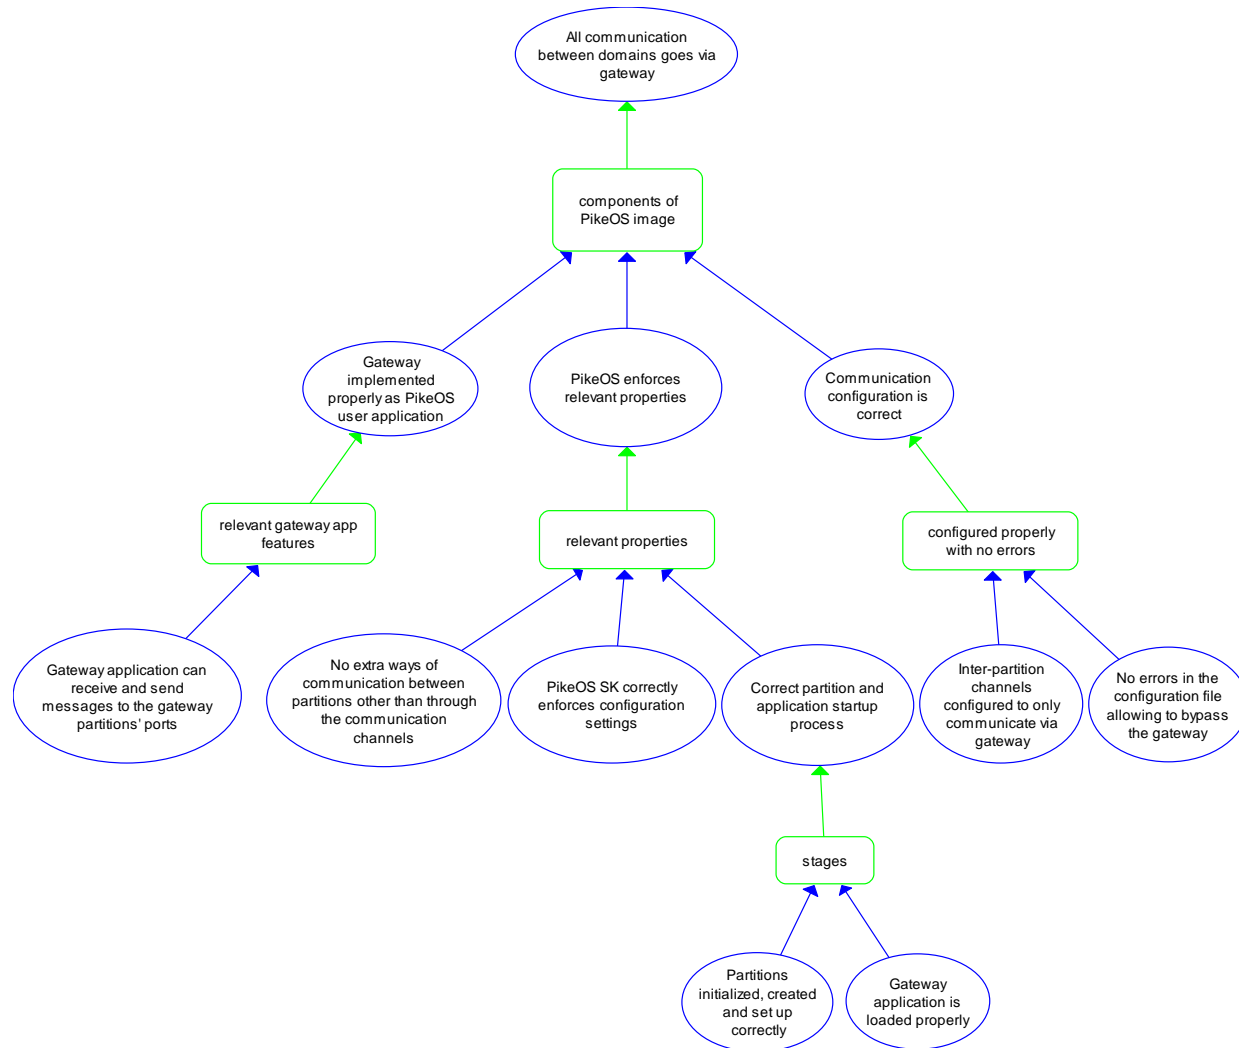 All communication
between domains goes via
gateway
components of
PikeOS image
Gateway
implemented
properly as PikeOS
user application
PikeOS enforces
relevant properties
Communication
configuration is
correct
relevant gateway app
features
relevant properties
configured properly
with no errors
Gateway application can
receive and send
messages to the gateway
partitions' ports
No extra ways of
communication between
partitions other than through
the communication
channels
PikeOS SK correctly
enforces configuration
settings
Correct partition and
application startup
process
Inter-partition
channels
configured to only
communicate via
gateway
No errors in the
configuration file
allowing to bypass
the gateway
stages
Partitions
initialized, created
and set up
correctly
Gateway
application is
loaded properly